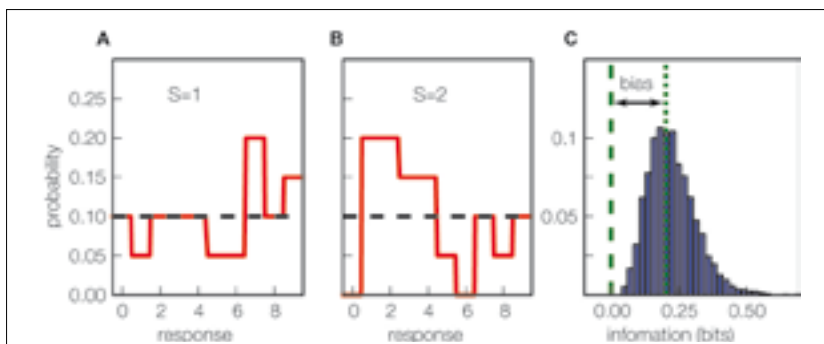 A
B
C
S=1
S=2
bias
probability
0.25
0.20
0.15
0.10
0.05
0.00
0.1
0.05
0 2 4 6 8
0 2 4 6 8
0.00 0.25 0.50
response
response
infomation (bits)